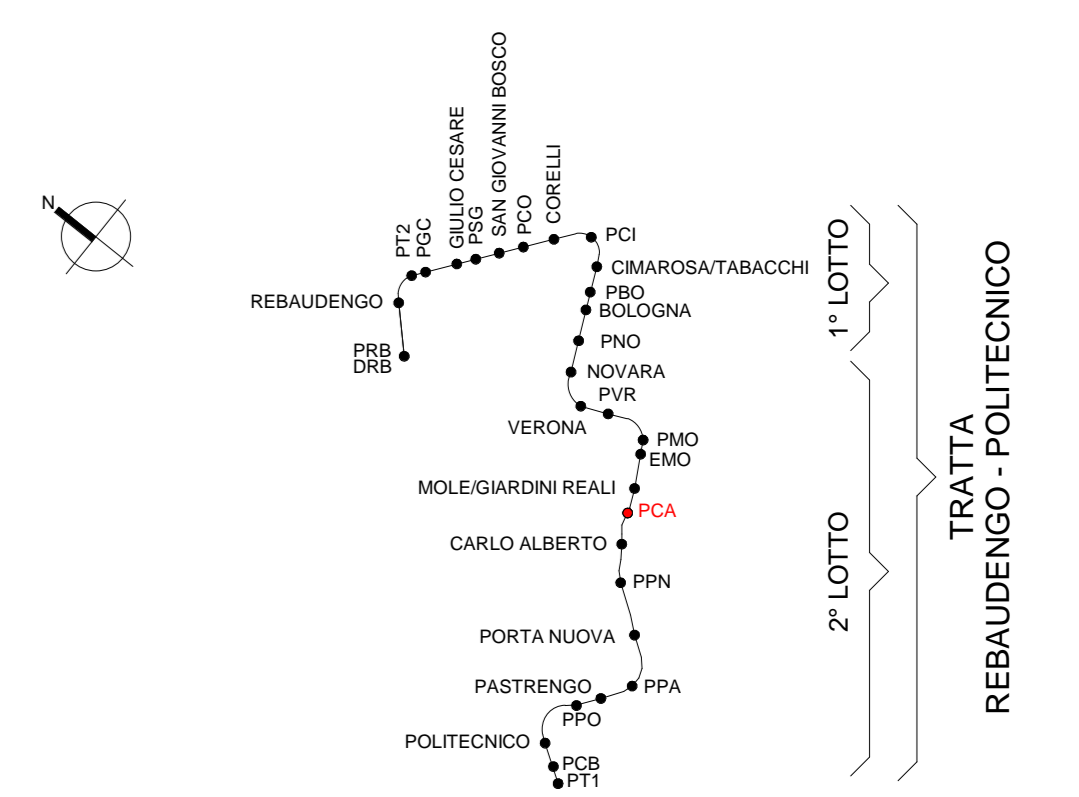 N
PT2
PGC
GIULIO CESARE
PSG
SAN GIOVANNI BOSCO
PCO
CORELLI
PCI
CIMAROSA/TABACCHI
REBAUDENGO
PBO
BOLOGNA
PRB
DRB
PNO
NOVARA
PVR
VERONA
PMO
EMO
MOLE/GIARDINI REALI
PCA
CARLO ALBERTO
PPN
PORTA NUOVA
PASTRENGO
PPA
PPO
POLITECNICO
PCB
PT1
1° LOTTO
2° LOTTO
TRATTA
REBAUDENGO - POLITECNICO